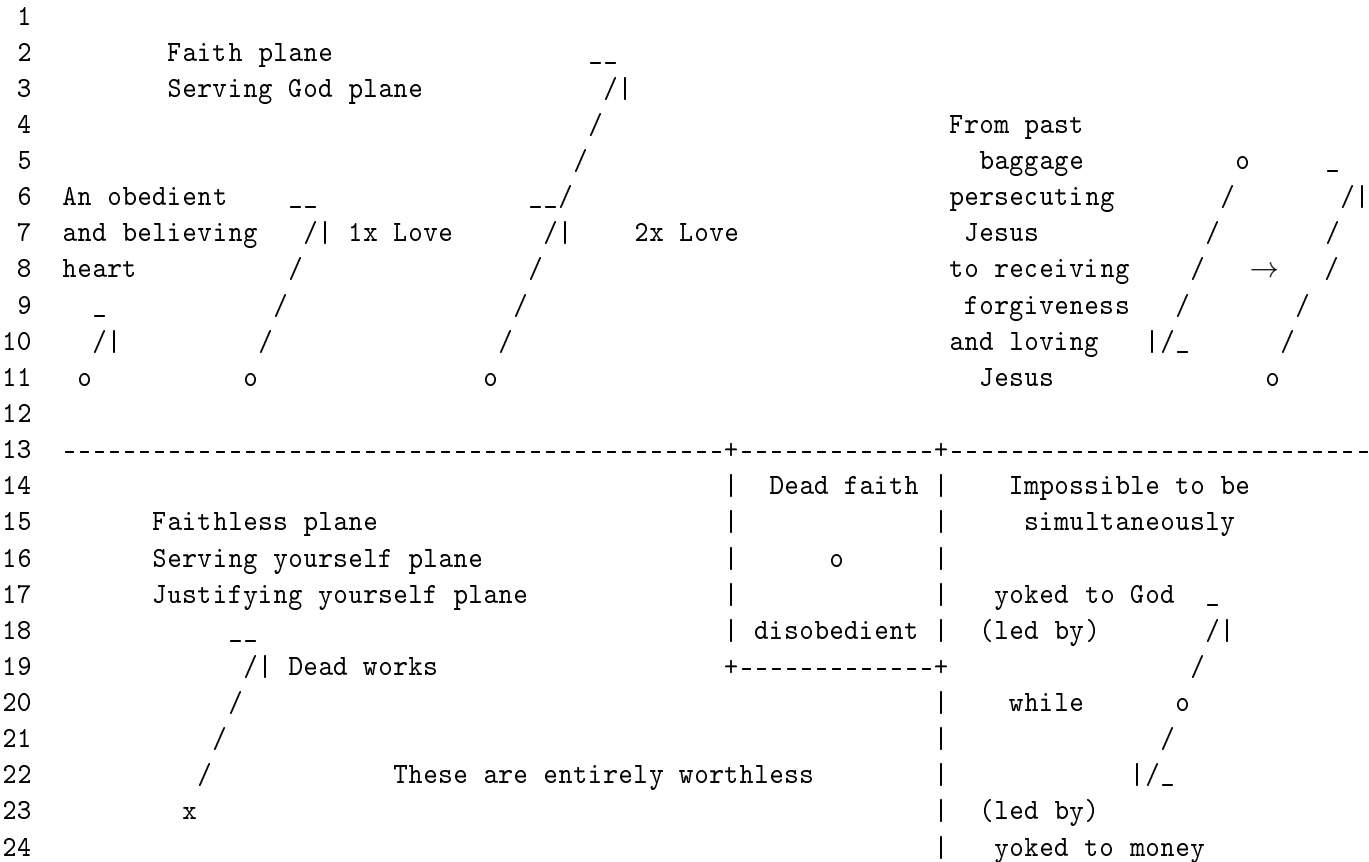 1
2         Faith plane                 __
3         Serving God plane            /|
4                                     /                       From past
5                                    /                          baggage          o     _
6  An obedient    __              __/                         persecuting       /       /|
7  and believing   /| 1x Love      /|    2x Love               Jesus           /       /
8  heart          /               /                           to receiving    /   →   /
9    _           /               /                             forgiveness   /       /
10   /|         /               /                             and loving   |/_      /
11  o          o               o                                Jesus              o
12
13 --------------------------------------------+-------------+----------------------------
14                                             |  Dead faith |    Impossible to be
15       Faithless plane                       |             |     simultaneously
16       Serving yourself plane                |      o      |
17       Justifying yourself plane             |             |   yoked to God  _
18            __                               | disobedient |  (led by)       /|
19             /| Dead works                   +-------------+                /
20            /                                              |    while      o
21           /                                               |              /
22          /            These are entirely worthless        |            |/_
23         x                                                 |  (led by)
24                                                           |   yoked to money